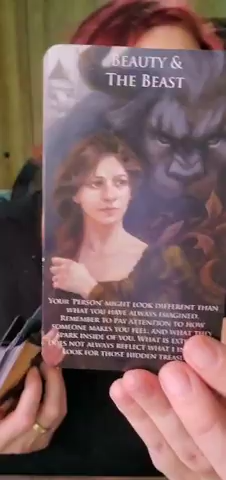 BEAUTY &
THE BEAST
YOUR 'PERSON' MIGHT LOOK DIFFERENT THAN
WHAT YOU HAVE ALWAYS IMAGINED.
REMEMBER TO PAY ATTENTION TO HOW
SOMEONE MAKES YOU FEEL, AND WHAT THEY
SPARK INSIDE OF YOU. WHAT IS
DOES NOT ALWAYS REFLECT WHAT
LOOK FOR THOSE HIDDEN